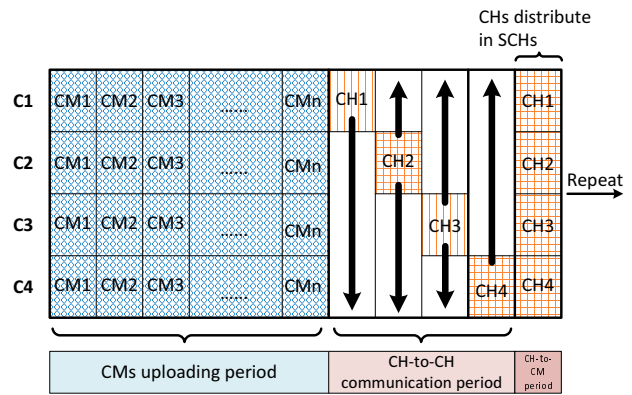 CHs distribute
in SCHs
C1 CM1 CM2 CM3 ...... CMn CH1 CH1
C2 CM1 CM2 CM3 ...... CMn CH2 CH2
Repeat
C3 CM1 CM2 CM3 ...... CMn CH3 CH3
C4 CM1 CM2 CM3 ...... CMn CH4 CH4
CMs uploading period
CH-to-CH
communication period
CH-to-
CM
period